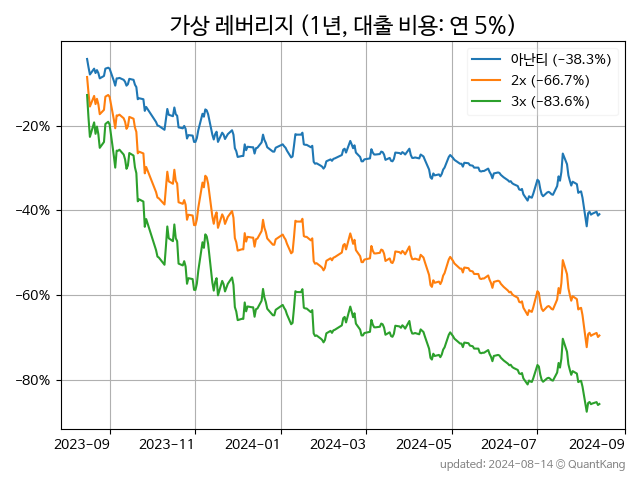 가상 레버리지 (1년, 대출 비용: 연 5%)
아난티 (−38.3%)
2x (−66.7%)
3x (−83.6%)
−20%
−40%
−60%
−80%
2023−09 2023−11 2024−01 2024−03 2024−05 2024−07 2024−09
updated: 2024-08-14 © QuantKang